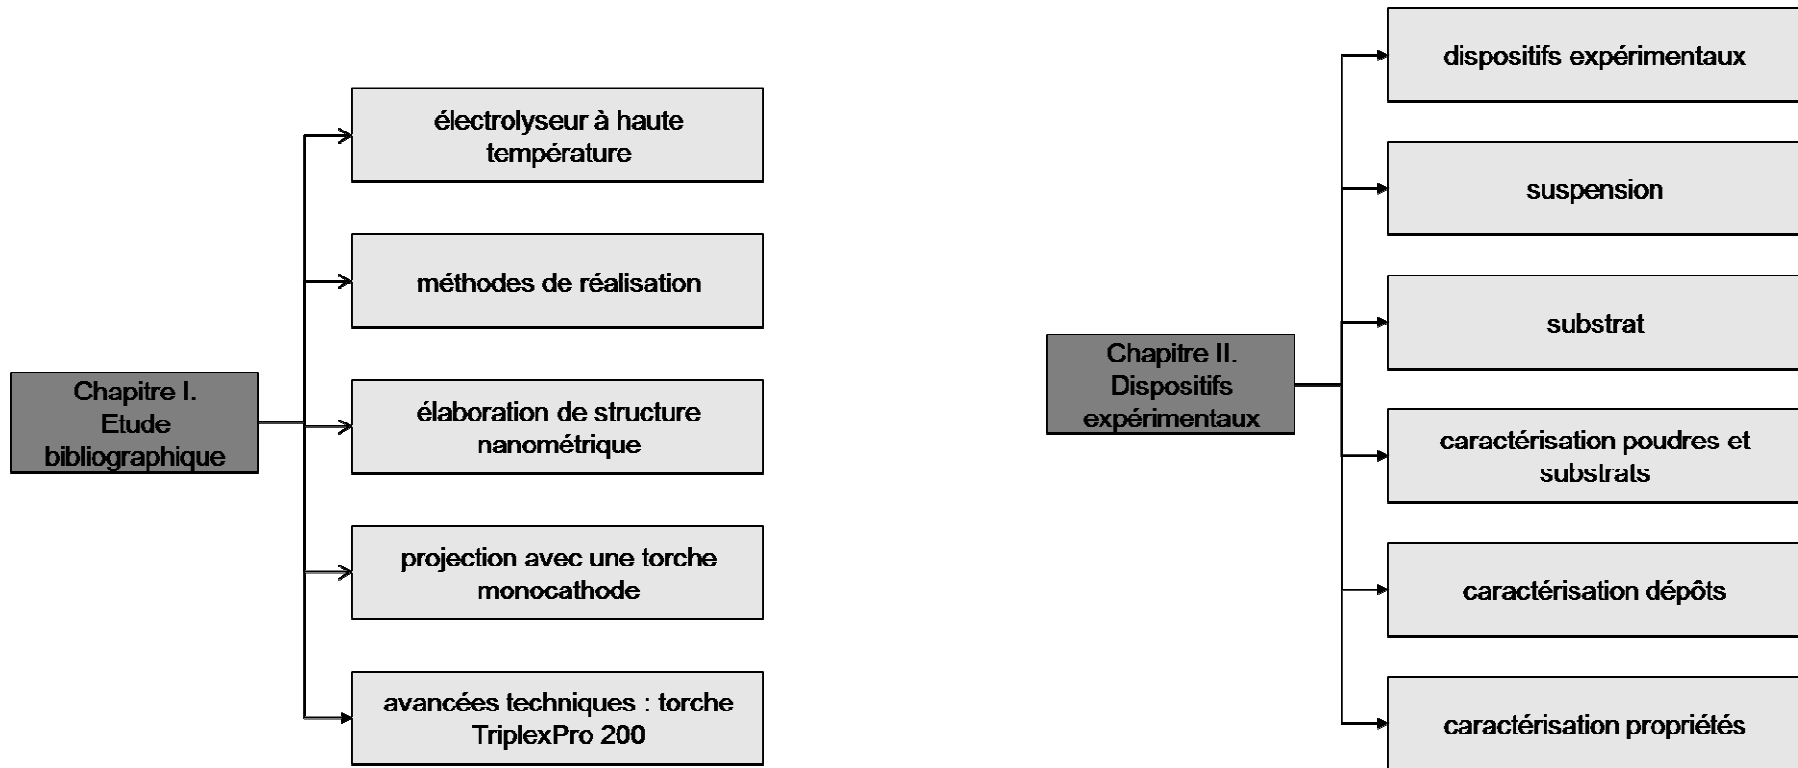 Chapitre I.
Etude
bibliographique
électrolyseur à haute
température
méthodes de réalisation
élaboration de structure
nanométrique
projection avec une torche
monocathode
avancées techniques : torche
TriplexPro 200
Chapitre II.
Dispositifs
expérimentaux
dispositifs expérimentaux
suspension
substrat
caractérisation poudres et
substrats
caractérisation dépôts
caractérisation propriétés